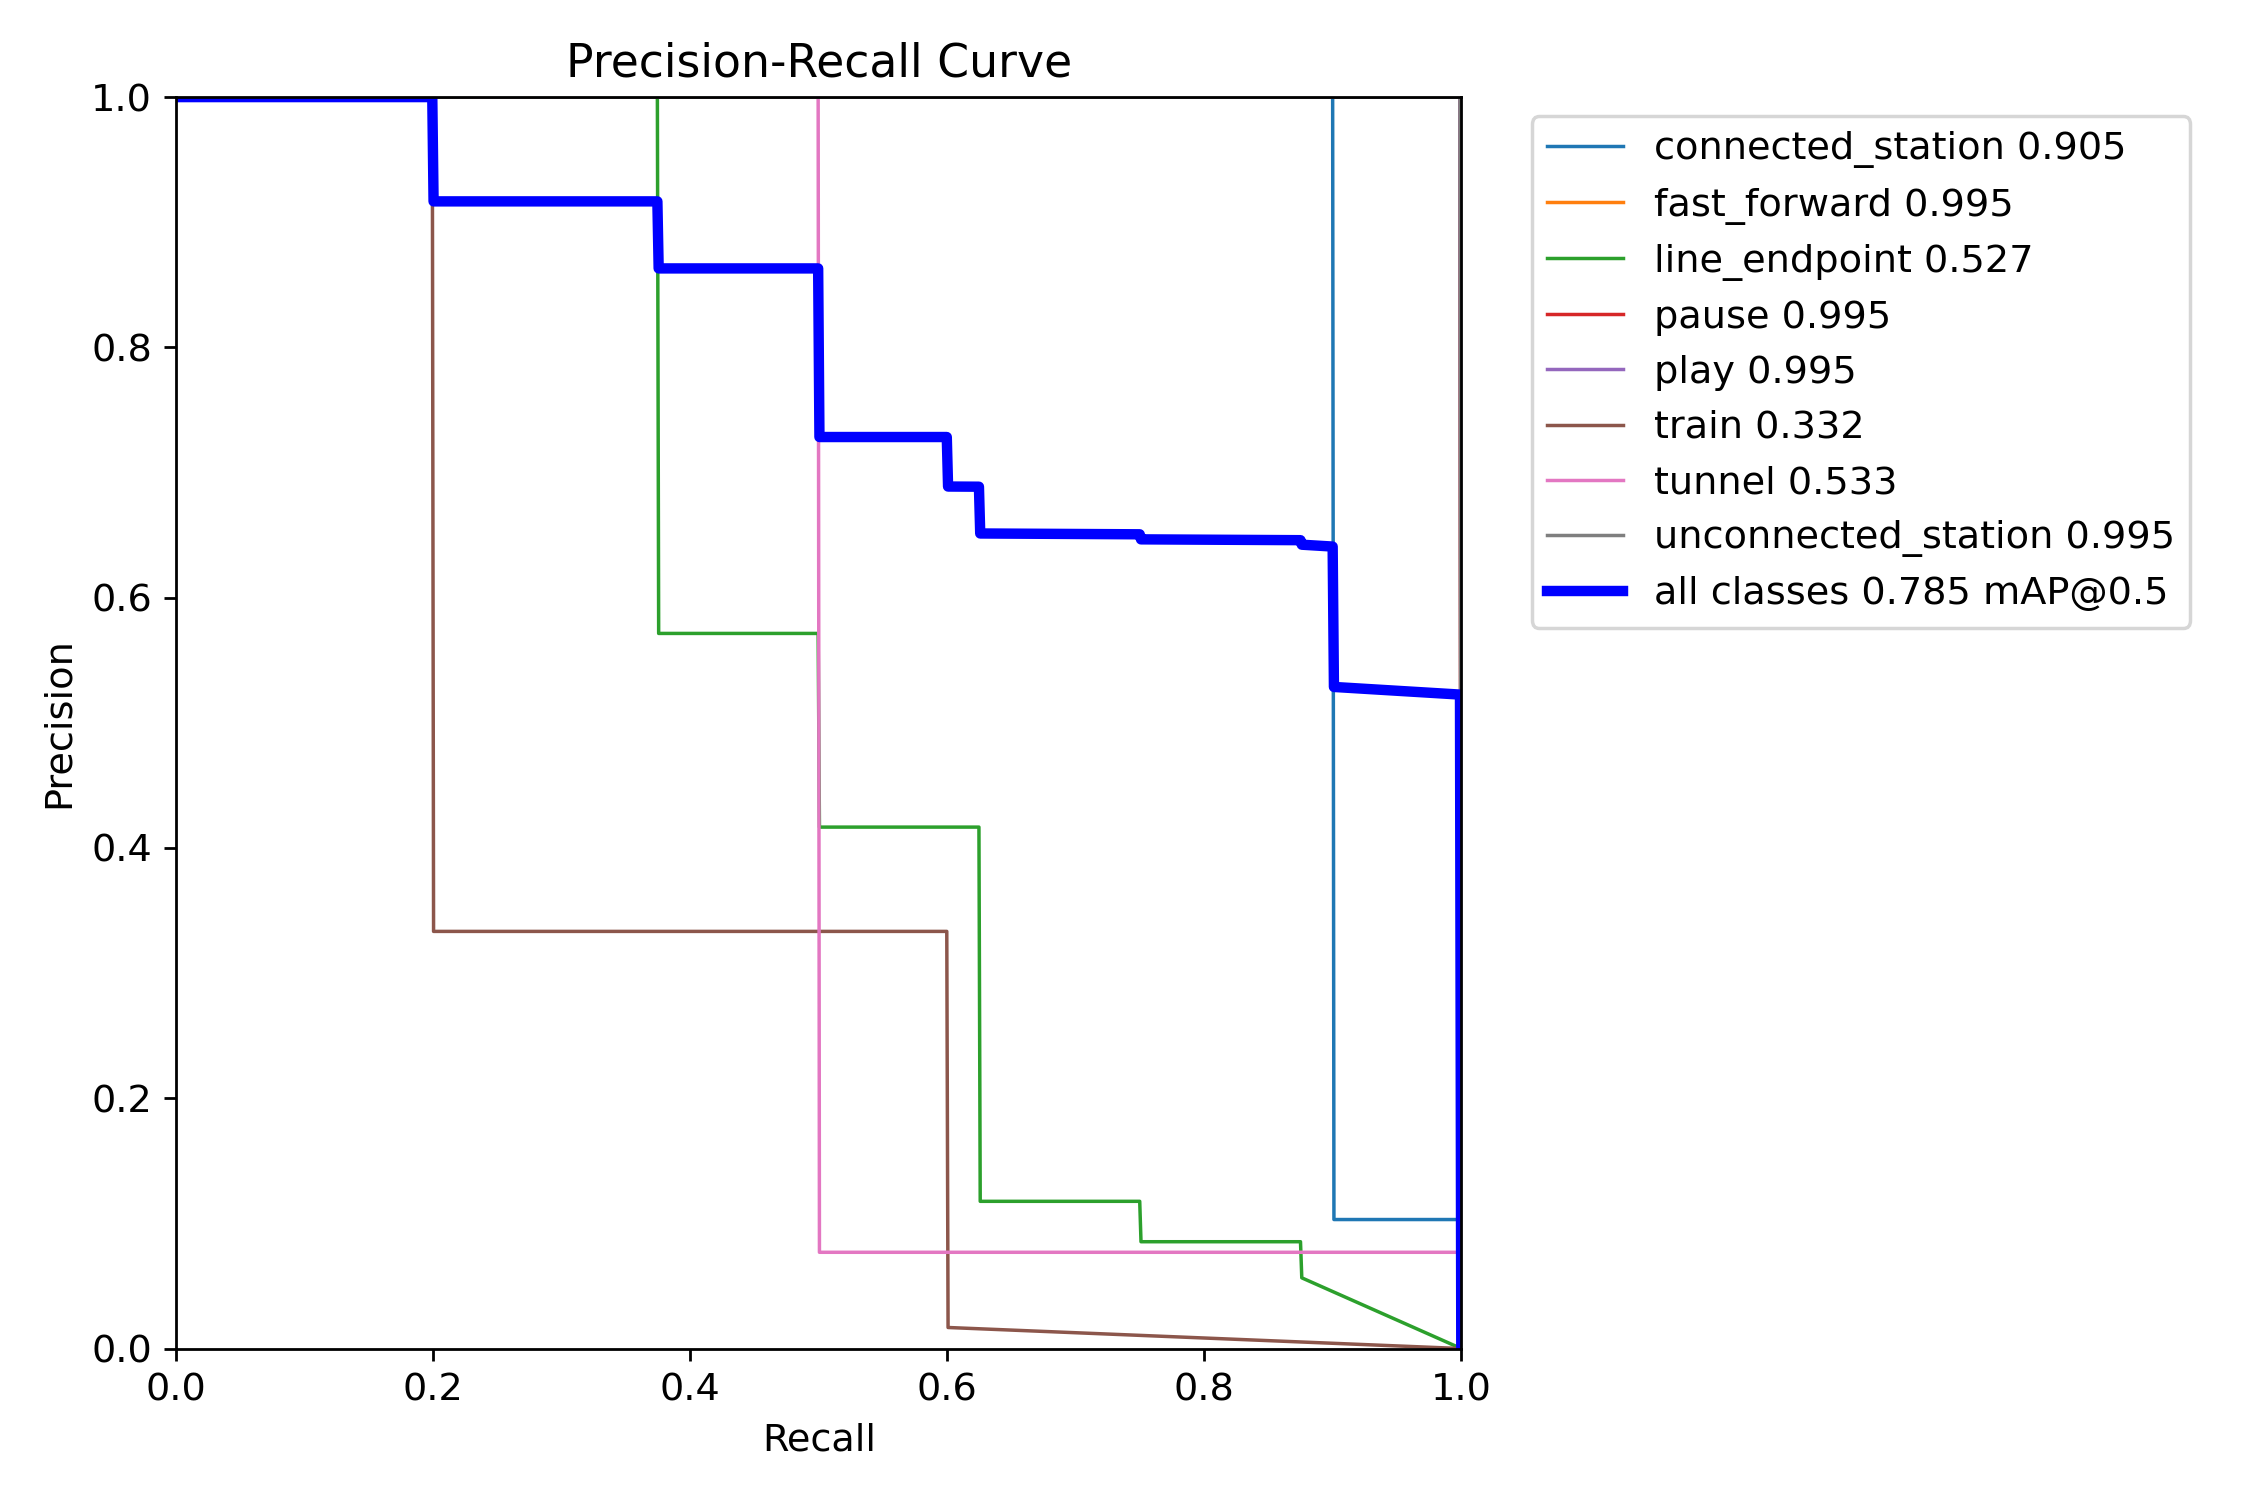 Precision-Recall Curve
1.0
0.8
0.6
0.4
0.2
0.0
Precision
0.0 0.2 0.4 0.6 0.8 1.0
Recall
connected_station 0.905
fast_forward 0.995
line_endpoint 0.527
pause 0.995
play 0.995
train 0.332
tunnel 0.533
unconnected_station 0.995
all classes 0.785 mAP@0.5